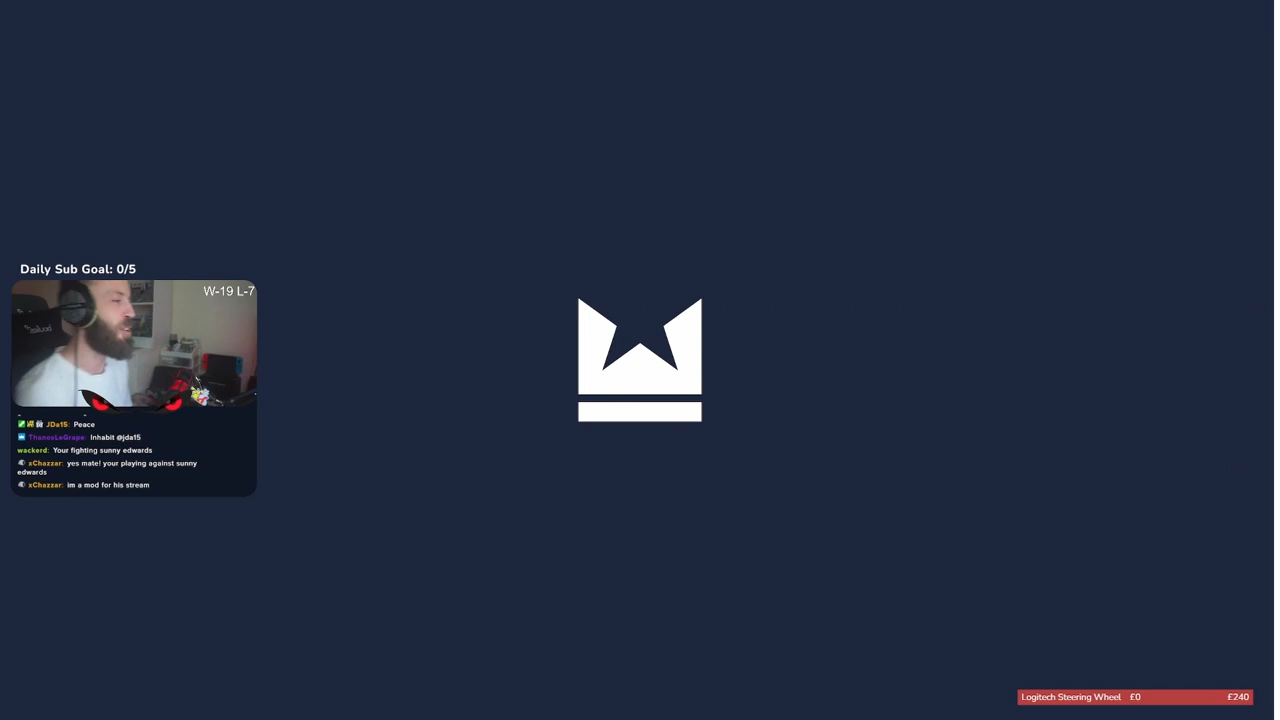 Daily Sub Goal: 0/5
W-19 L-7
JDa15: Peace
ThanosLeGrape: Inhabit @jda15
wackerd: Your fighting sunny edwards
xChazzar: yes mate! your playing against sunny
edwards
xChazzar: im a mod for his stream
Logitech Steering Wheel £0 £240